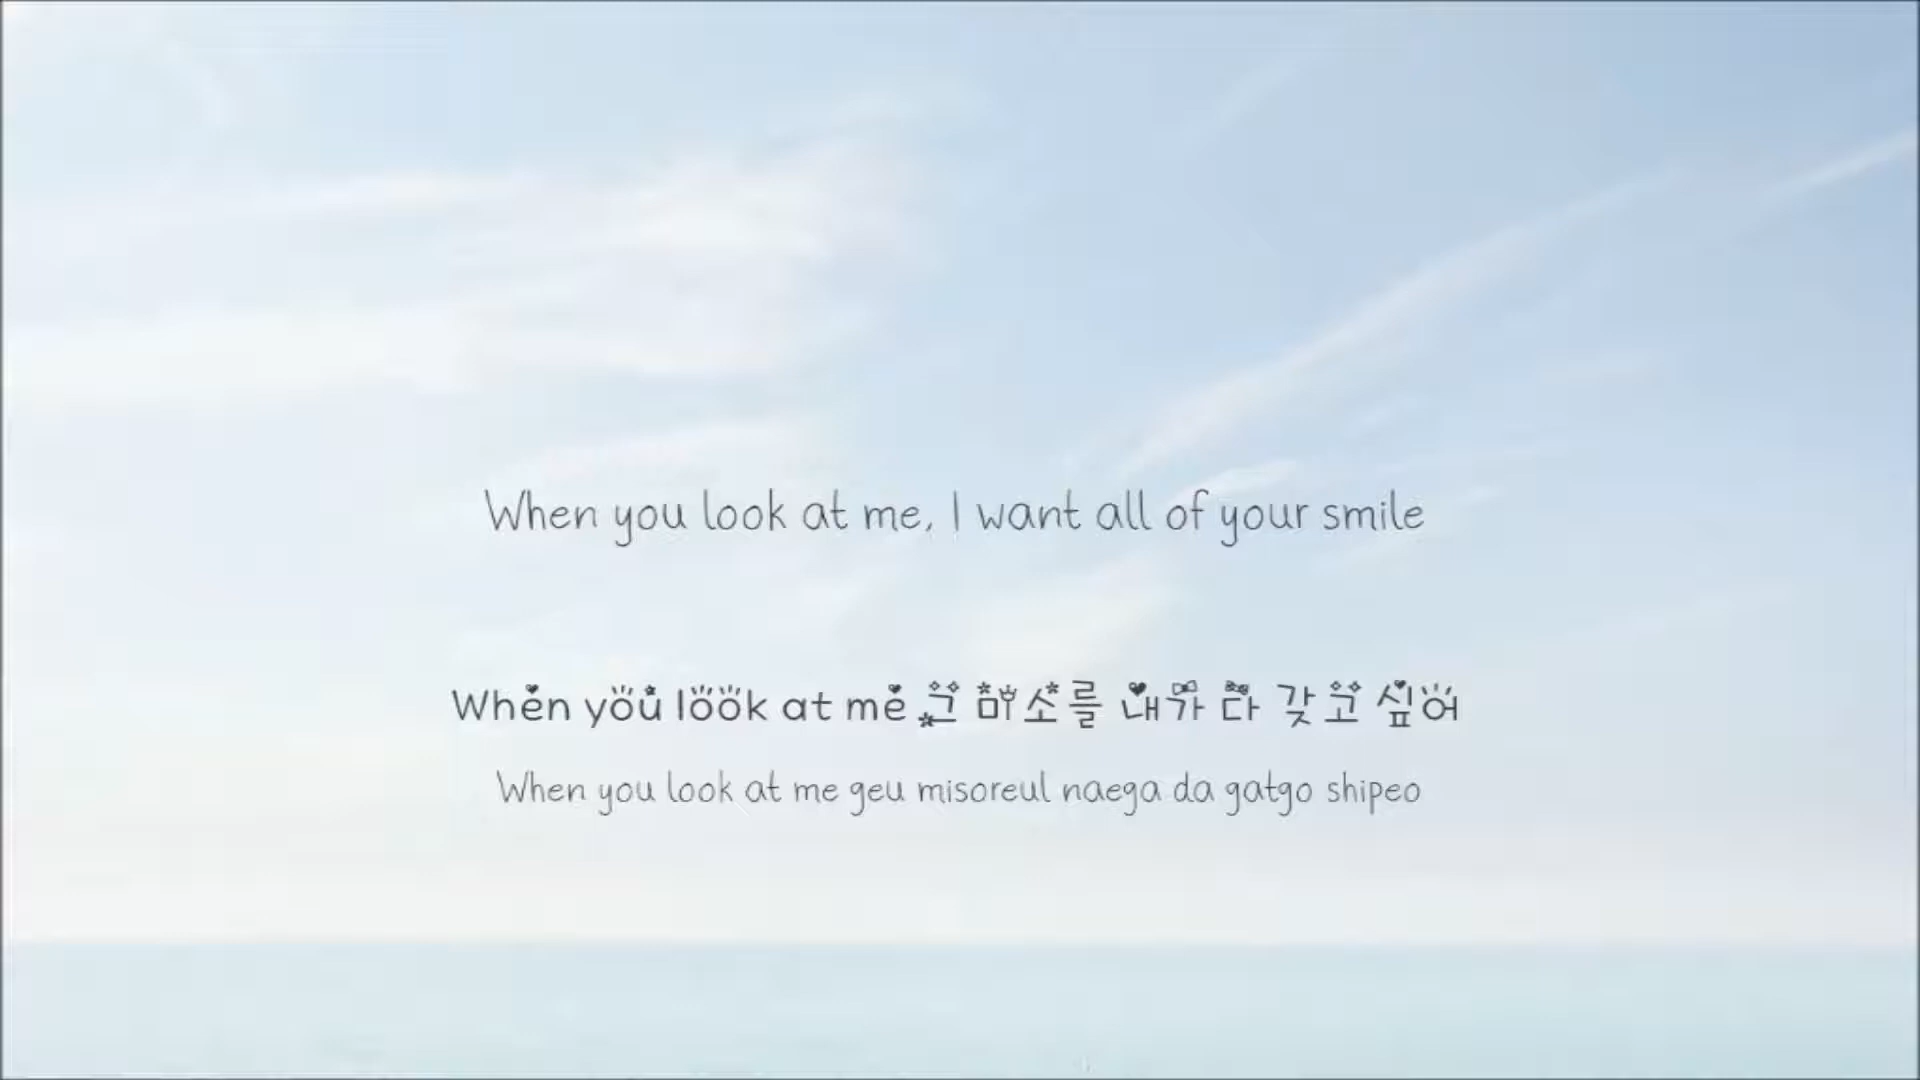 When you look at me, I want all of your smile
When you look at me 그 미소를 내가 다 갖고 싶어
When you look at me geu misoreul naega da gatgo shipeo